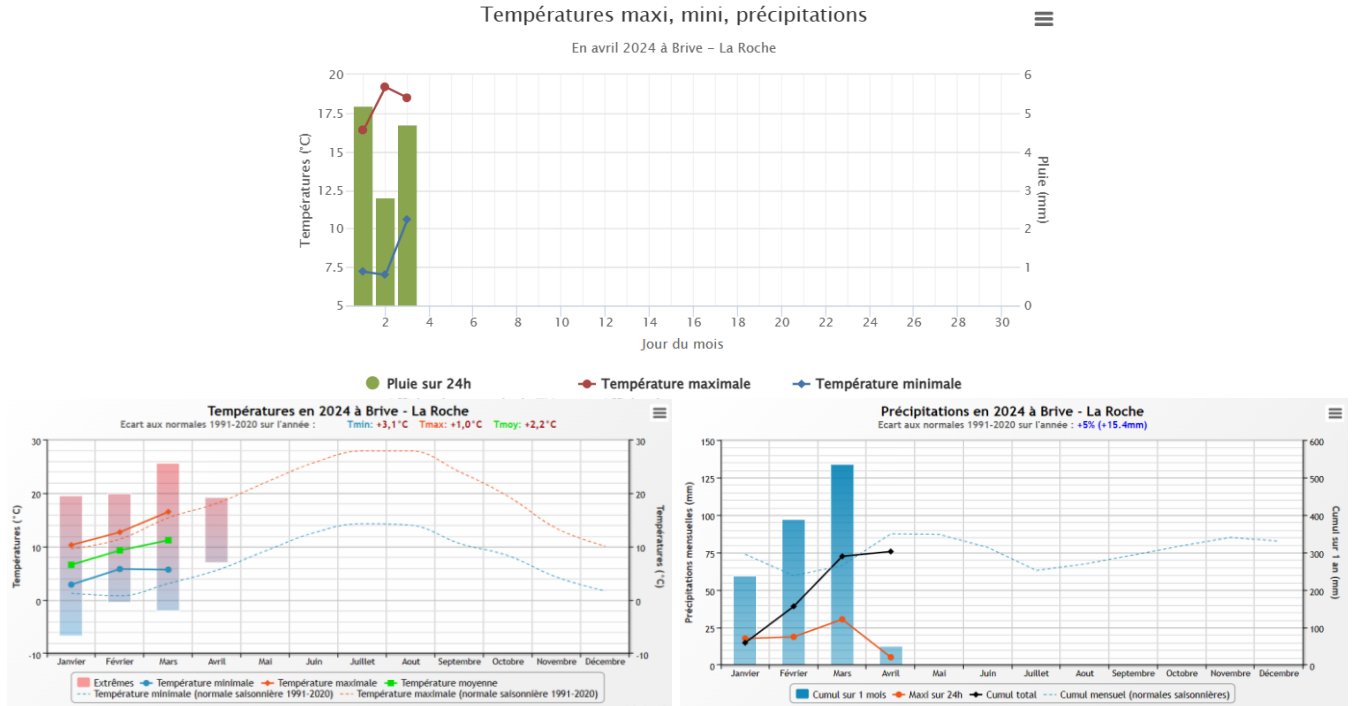 Températures maxi, mini, précipitations
En avril 2024 à Brive – La Roche
20
17.5
15
12.5
10
7.5
5
Températures (°C)
6
5
4
3
2
1
0
Pluie (mm)
2 4 6 8 10 12 14 16 18 20 22 24 26 28 30
Jour du mois
Pluie sur 24h Température maximale Température minimale
Températures en 2024 à Brive - La Roche
Ecart aux normales 1991-2020 sur l'année : Tmin: +3,1°C Tmax: +1,0°C Tmoy: +2,2°C
30
20
10
0
-10
Températures (°C)
30
20
10
0
-10
Températures (°C)
Janvier Février Mars Avril Mai Juin Juillet Aout Septembre Octobre Novembre Décembre
Extrêmes Température minimale Température maximale Température moyenne
Température minimale (normale saisonnière 1991-2020) Température maximale (normale saisonnière 1991-2020)
Précipitations en 2024 à Brive - La Roche
Ecart aux normales 1991-2020 sur l'année : +5% (+15.4mm)
150
125
100
75
50
25
0
Précipitations mensuelles (mm)
600
500
400
300
200
100
0
Cumul sur 1 an (mm)
Janvier Février Mars Avril Mai Juin Juillet Aout Septembre Octobre Novembre Décembre
Cumul sur 1 mois Maxi sur 24h Cumul total Cumul mensuel (normales saisonnières)